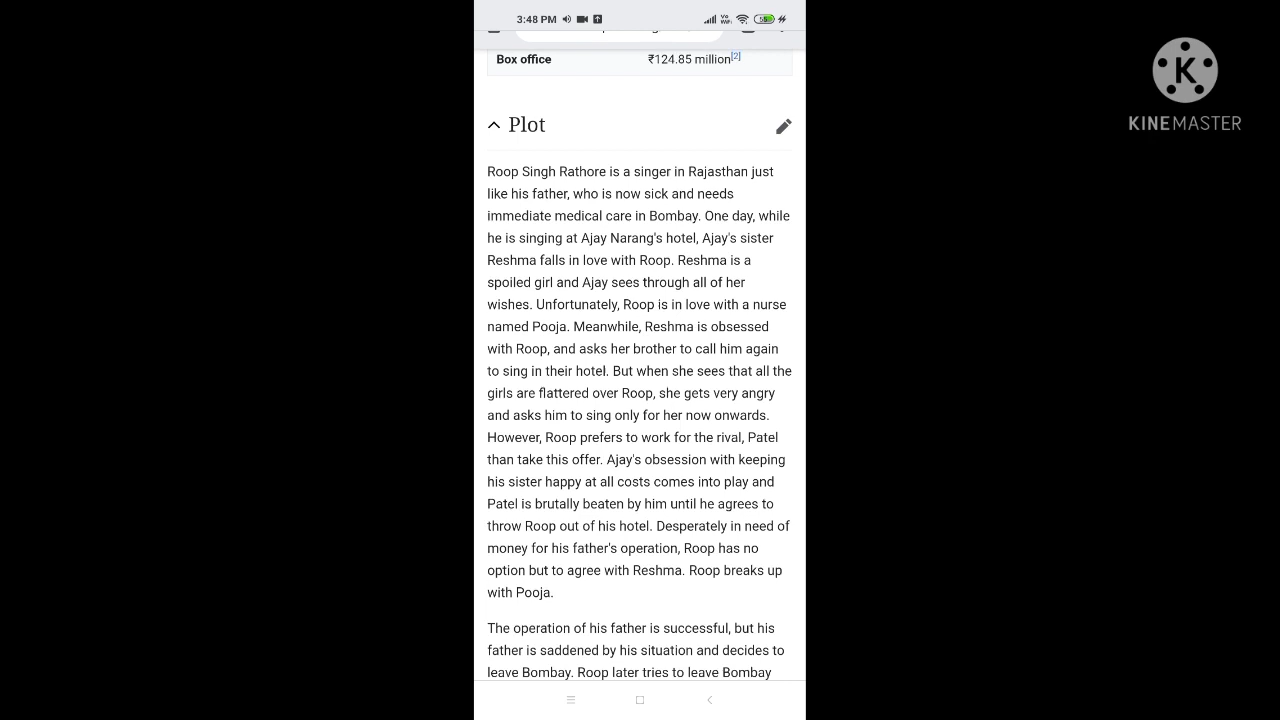 3:48 PM
Vo
WiFi
55
Box office ₹124.85 million[2]
Plot
Roop Singh Rathore is a singer in Rajasthan just
like his father, who is now sick and needs
immediate medical care in Bombay. One day, while
he is singing at Ajay Narang's hotel, Ajay's sister
Reshma falls in love with Roop. Reshma is a
spoiled girl and Ajay sees through all of her
wishes. Unfortunately, Roop is in love with a nurse
named Pooja. Meanwhile, Reshma is obsessed
with Roop, and asks her brother to call him again
to sing in their hotel. But when she sees that all the
girls are flattered over Roop, she gets very angry
and asks him to sing only for her now onwards.
However, Roop prefers to work for the rival, Patel
than take this offer. Ajay's obsession with keeping
his sister happy at all costs comes into play and
Patel is brutally beaten by him until he agrees to
throw Roop out of his hotel. Desperately in need of
money for his father's operation, Roop has no
option but to agree with Reshma. Roop breaks up
with Pooja.
The operation of his father is successful, but his
father is saddened by his situation and decides to
leave Bombay. Roop later tries to leave Bombay
K
KINEMASTER